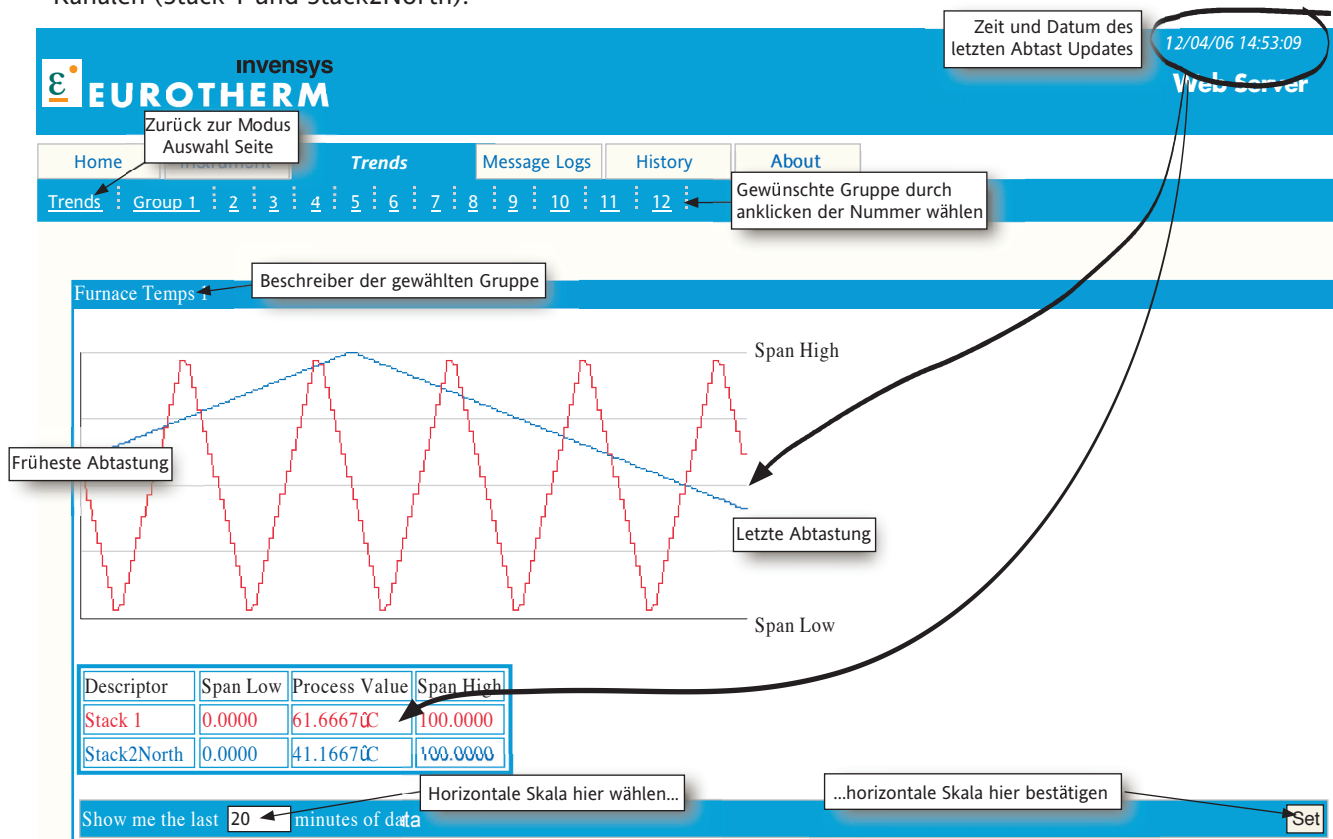 Kanälen (Stack 1 und Stack2North).
Zeit und Datum des
letzten Abtast Updates
12/04/06 14:53:09
Web Server
invensys
EUROTHERM
Zurück zur Modus
Auswahl Seite
Home
Instrument
Trends
Message Logs
History
About
Trends Group 1 2 3 4 5 6 7 8 9 10 11 12
Gewünschte Gruppe durch
anklicken der Nummer wählen
Furnace Temps 1
Beschreiber der gewählten Gruppe
Span High
Früheste Abtastung
Letzte Abtastung
Span Low
Descriptor Span Low Process Value Span High
Stack 1 0.0000 61.6667ûC 100.0000
Stack2North 0.0000 41.1667ûC 100.0000
Horizontale Skala hier wählen...
...horizontale Skala hier bestätigen
Show me the last 20 minutes of data
Set